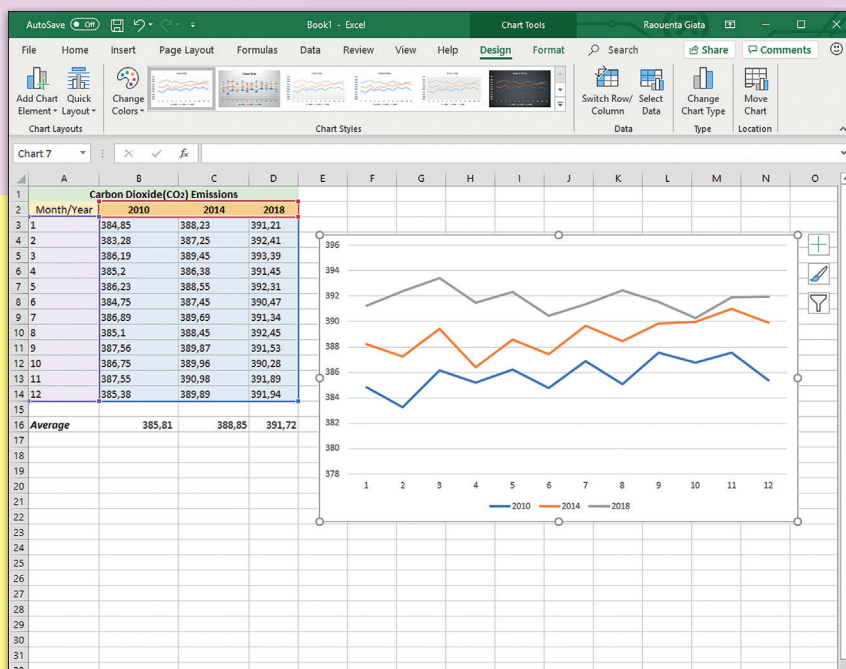 AutoSave Off Book1 - Excel Chart Tools Raouenta Giata
File Home Insert Page Layout Formulas Data Review View Help Design Format Search Share Comments
Add Chart Element Quick Layout Change Colors Switch Row/ Column Select Data Change Chart Type Move Chart
Chart Layouts Chart Styles Data Type Location
Chart 7 fx
A B C D E F G H I J K L M N O
1 Carbon Dioxide(CO₂) Emissions
2 Month/Year 2010 2014 2018
3 1 384,85 388,23 391,21
4 2 383,28 387,25 392,41
5 3 386,19 389,45 393,39
6 4 385,2 386,38 391,45
7 5 386,23 388,55 392,31
8 6 384,75 387,45 390,47
9 7 386,89 389,69 391,34
10 8 385,1 388,45 392,45
11 9 387,56 389,87 391,53
12 10 386,75 389,96 390,28
13 11 387,55 390,98 391,89
14 12 385,38 389,89 391,94
15
16 Average 385,81 388,85 391,72
17
18
19
20
21
22
23
24
25
26
27
28
29
30
31
396
394
392
390
388
386
384
382
380
378
1 2 3 4 5 6 7 8 9 10 11 12
2010 2014 2018